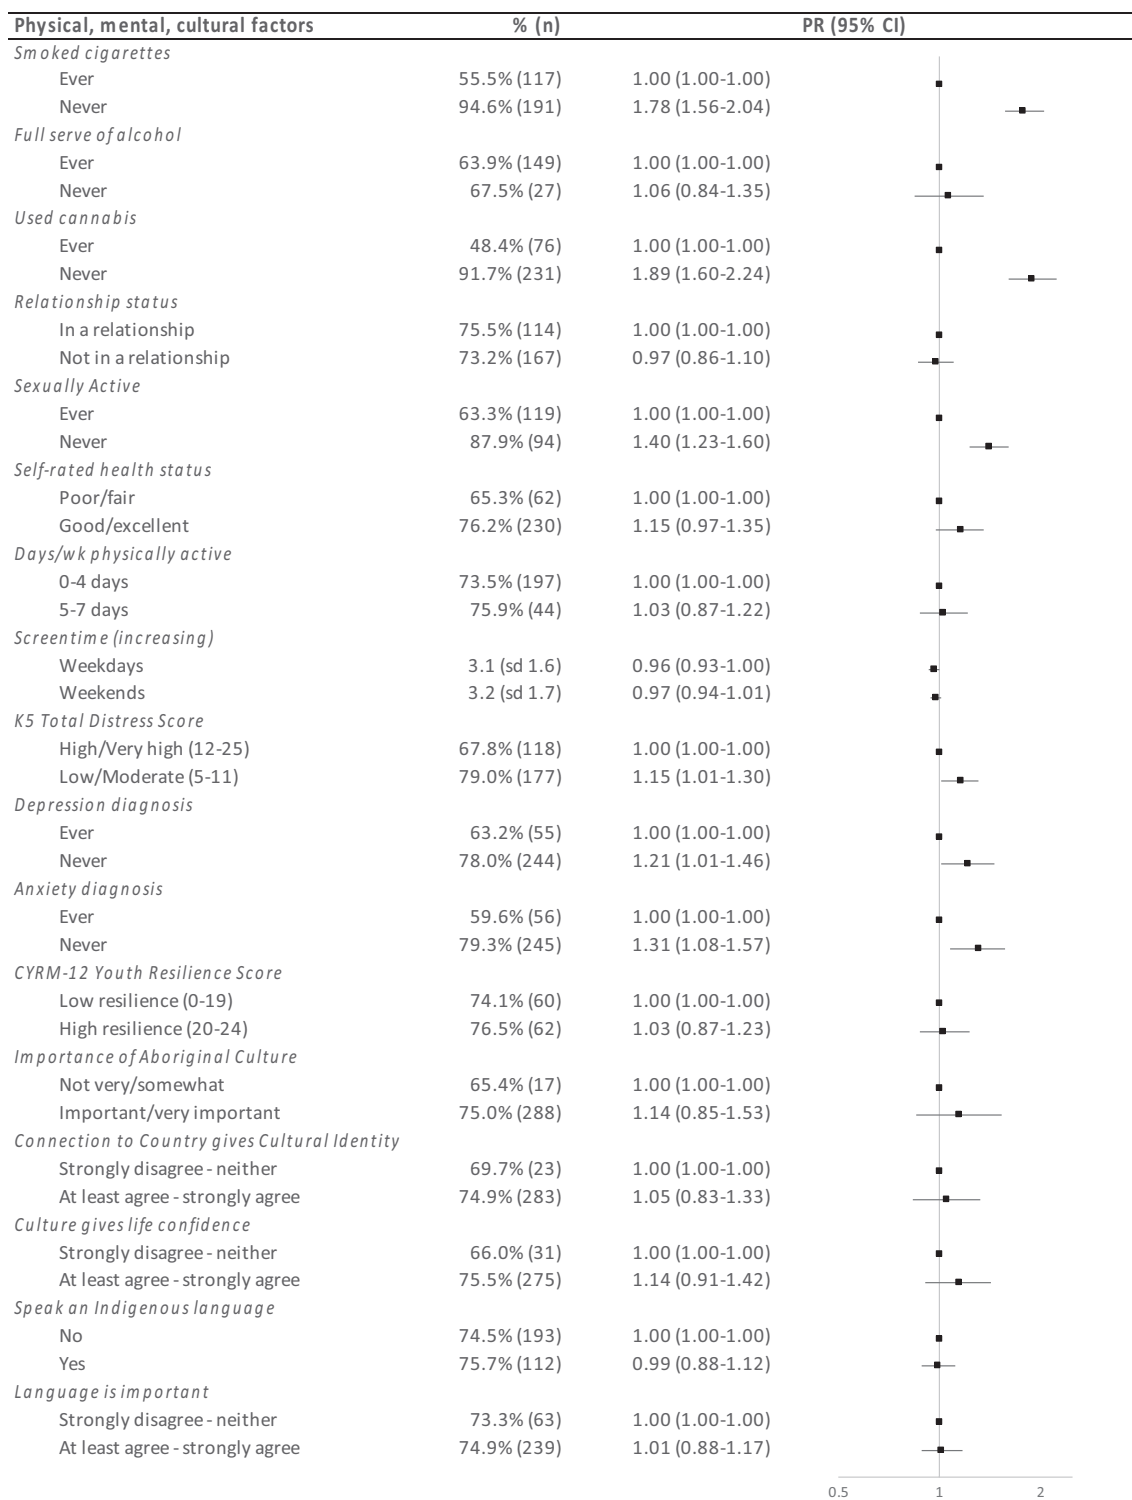 Physical, mental, cultural factors % (n) PR (95% CI)
Smoked cigarettes
Ever 55.5% (117) 1.00 (1.00-1.00)
Never 94.6% (191) 1.78 (1.56-2.04)
Full serve of alcohol
Ever 63.9% (149) 1.00 (1.00-1.00)
Never 67.5% (27) 1.06 (0.84-1.35)
Used cannabis
Ever 48.4% (76) 1.00 (1.00-1.00)
Never 91.7% (231) 1.89 (1.60-2.24)
Relationship status
In a relationship 75.5% (114) 1.00 (1.00-1.00)
Not in a relationship 73.2% (167) 0.97 (0.86-1.10)
Sexually Active
Ever 63.3% (119) 1.00 (1.00-1.00)
Never 87.9% (94) 1.40 (1.23-1.60)
Self-rated health status
Poor/fair 65.3% (62) 1.00 (1.00-1.00)
Good/excellent 76.2% (230) 1.15 (0.97-1.35)
Days/wk physically active
0-4 days 73.5% (197) 1.00 (1.00-1.00)
5-7 days 75.9% (44) 1.03 (0.87-1.22)
Screentime (increasing)
Weekdays 3.1 (sd 1.6) 0.96 (0.93-1.00)
Weekends 3.2 (sd 1.7) 0.97 (0.94-1.01)
K5 Total Distress Score
High/Very high (12-25) 67.8% (118) 1.00 (1.00-1.00)
Low/Moderate (5-11) 79.0% (177) 1.15 (1.01-1.30)
Depression diagnosis
Ever 63.2% (55) 1.00 (1.00-1.00)
Never 78.0% (244) 1.21 (1.01-1.46)
Anxiety diagnosis
Ever 59.6% (56) 1.00 (1.00-1.00)
Never 79.3% (245) 1.31 (1.08-1.57)
CYRM-12 Youth Resilience Score
Low resilience (0-19) 74.1% (60) 1.00 (1.00-1.00)
High resilience (20-24) 76.5% (62) 1.03 (0.87-1.23)
Importance of Aboriginal Culture
Not very/somewhat 65.4% (17) 1.00 (1.00-1.00)
Important/very important 75.0% (288) 1.14 (0.85-1.53)
Connection to Country gives Cultural Identity
Strongly disagree - neither 69.7% (23) 1.00 (1.00-1.00)
At least agree - strongly agree 74.9% (283) 1.05 (0.83-1.33)
Culture gives life confidence
Strongly disagree - neither 66.0% (31) 1.00 (1.00-1.00)
At least agree - strongly agree 75.5% (275) 1.14 (0.91-1.42)
Speak an Indigenous language
No 74.5% (193) 1.00 (1.00-1.00)
Yes 75.7% (112) 0.99 (0.88-1.12)
Language is important
Strongly disagree - neither 73.3% (63) 1.00 (1.00-1.00)
At least agree - strongly agree 74.9% (239) 1.01 (0.88-1.17)
0.5 1 2